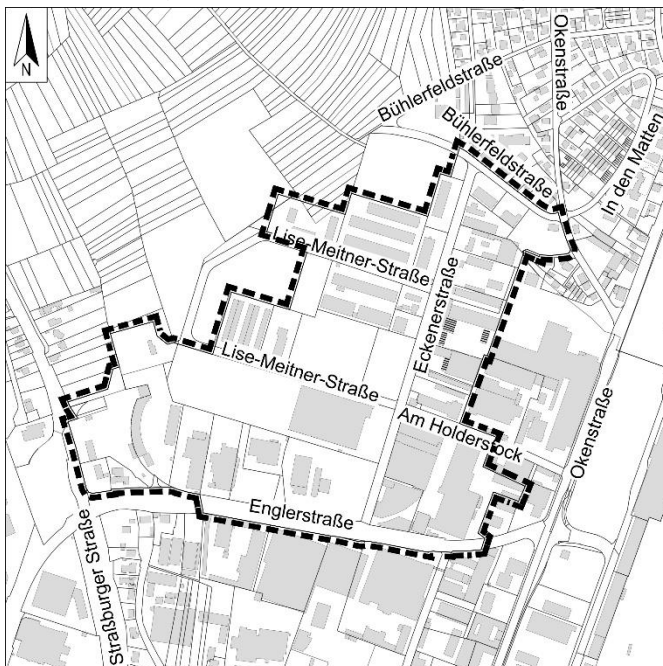 N
Okenstraße
Bühlerfeldstraße
Bühlerfeldstraße
In den Matten
Lise-Meitner-Straße
Eckenerstraße
Lise-Meitner-Straße
Am Holderstock
Okenstraße
Englerstraße
Straßburger Straße